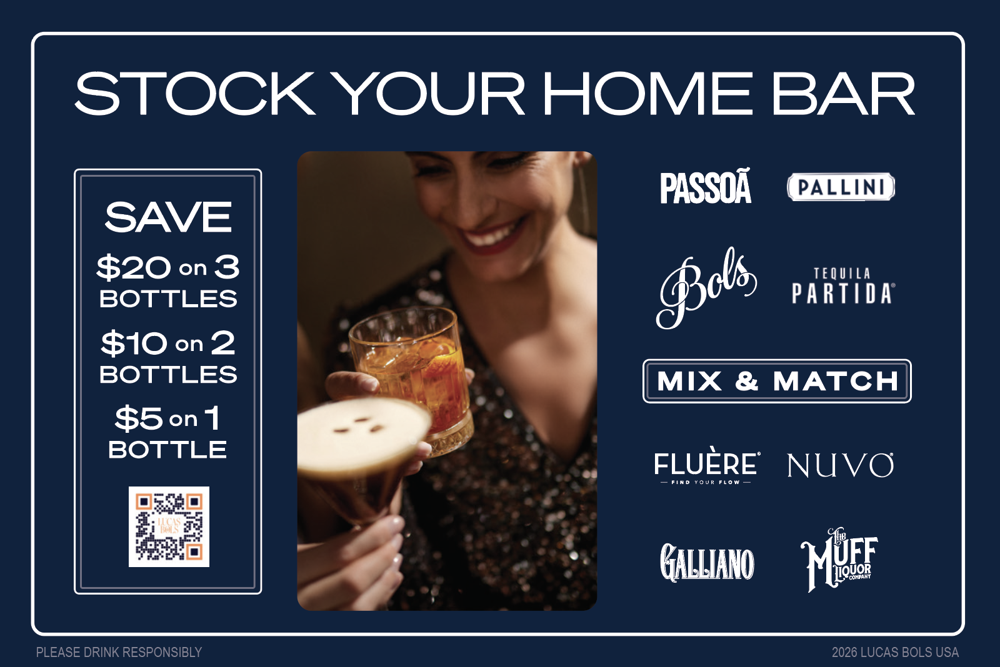 STOCK YOUR HOME BAR
SAVE
$20 on 3
BOTTLES
$10 on 2
BOTTLES
$5 on 1
BOTTLE
LUCAS
BOLS
PASSOÃ
PALLINI
Bols
TEQUILA
PARTIDA®
MIX & MATCH
FLUÈRE®
— FIND YOUR FLOW —
NUVO
GALLIANO
The
MUFF
LIQUOR
COMPANY
PLEASE DRINK RESPONSIBLY
2026 LUCAS BOLS USA